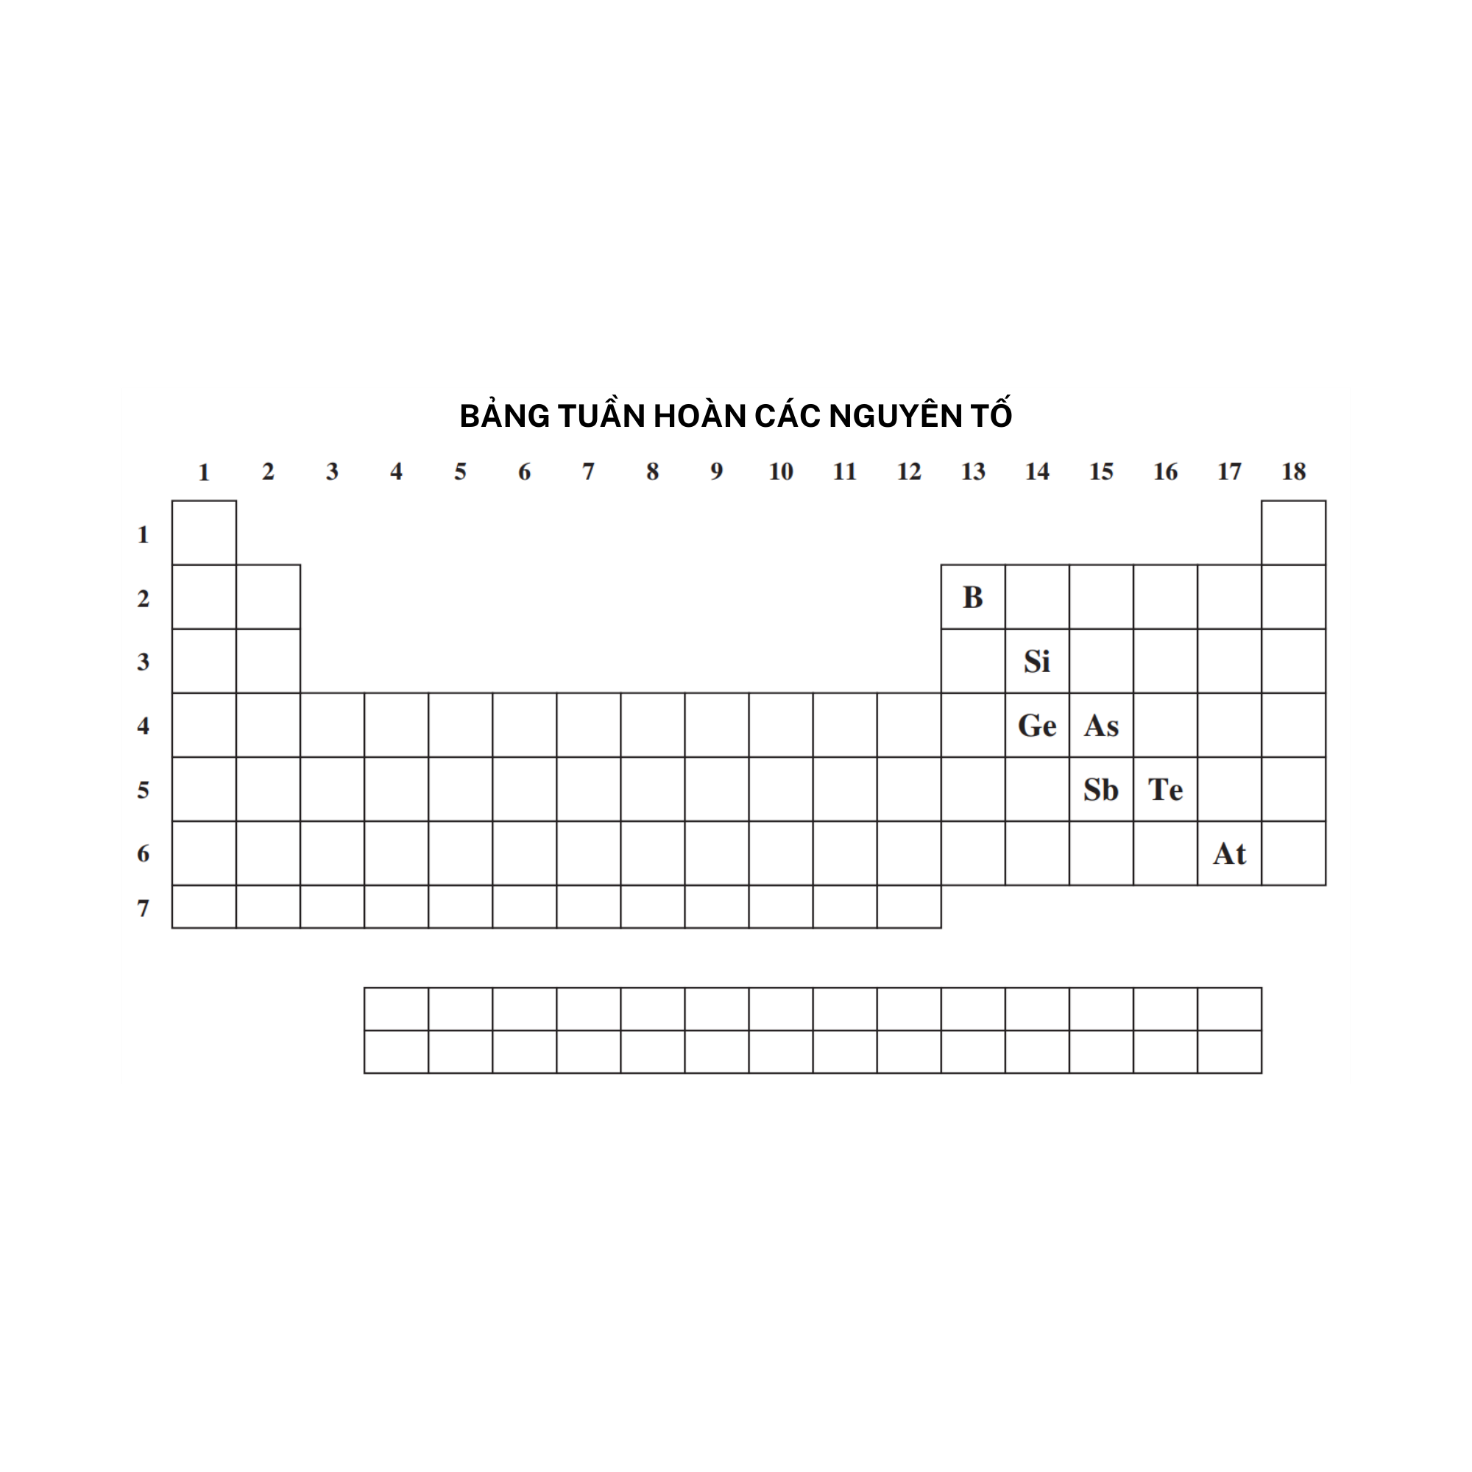 BẢNG TUẦN HOÀN CÁC NGUYÊN TỐ
1 2 3 4 5 6 7 8 9 10 11 12 13 14 15 16 17 18
1
2 B
3 Si
4 Ge As
5 Sb Te
6 At
7